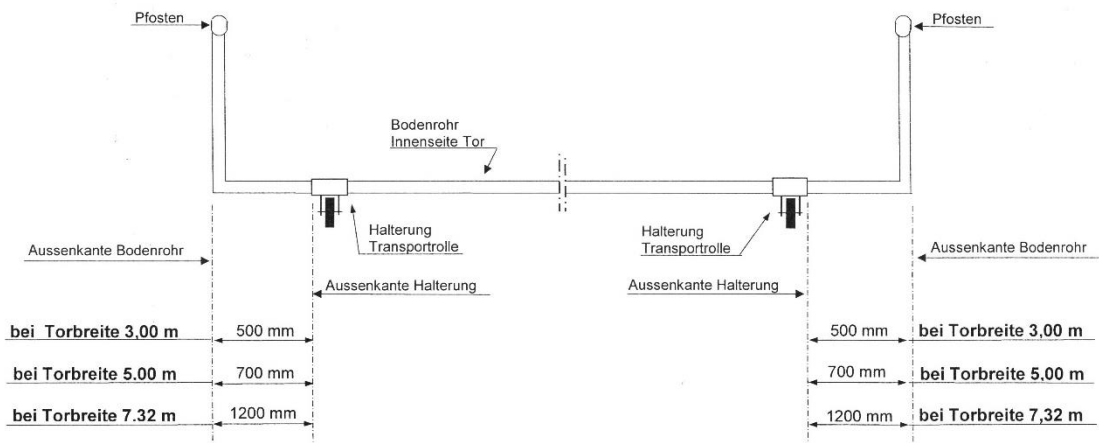 Pfosten
Pfosten
Bodenrohr
Innenseite Tor
Halterung
Transportrolle
Halterung
Transportrolle
Aussenkante Bodenrohr
Aussenkante Bodenrohr
Aussenkante Halterung
Aussenkante Halterung
bei Torbreite 3,00 m
500 mm
500 mm
bei Torbreite 3,00 m
bei Torbreite 5.00 m
700 mm
700 mm
bei Torbreite 5,00 m
bei Torbreite 7.32 m
1200 mm
1200 mm
bei Torbreite 7,32 m